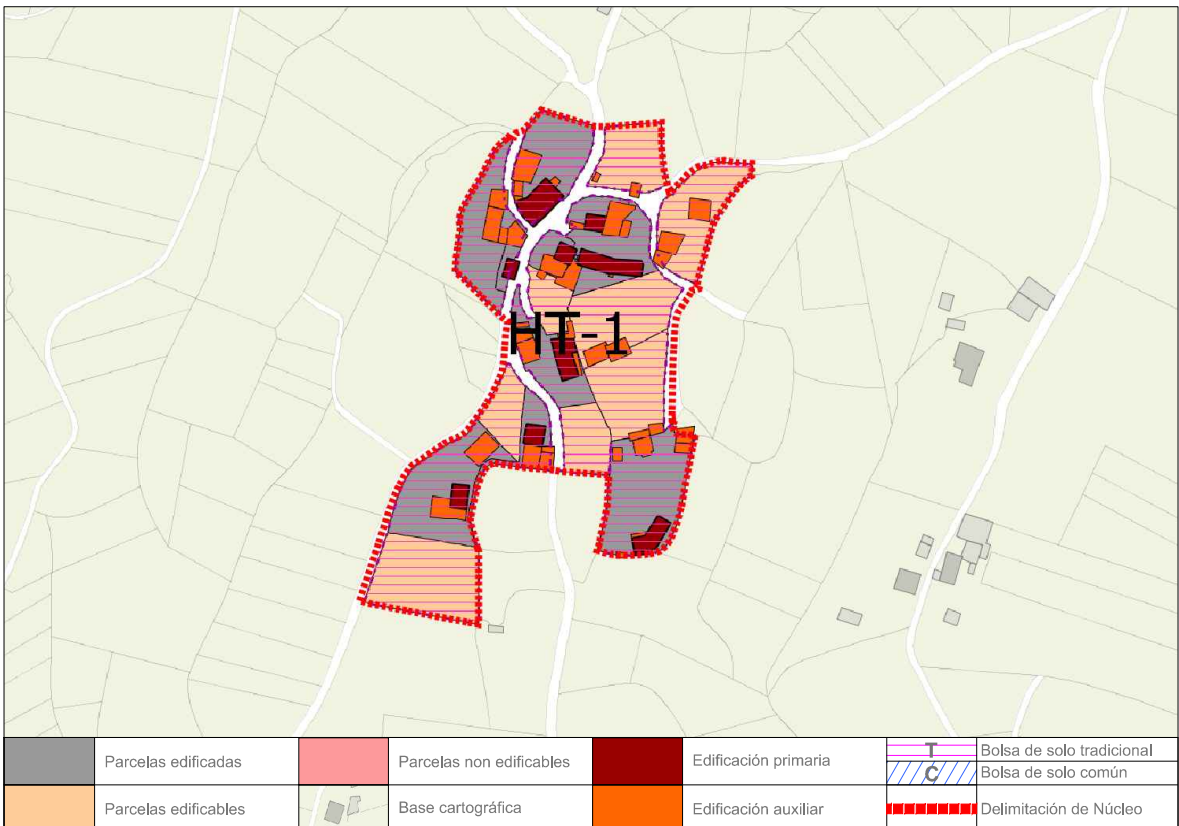 HT-1
Parcelas edificadas
Parcelas non edificables
Edificación primaria
T
Bolsa de solo tradicional
C
Bolsa de solo común
Parcelas edificables
Base cartográfica
Edificación auxiliar
Delimitación de Núcleo